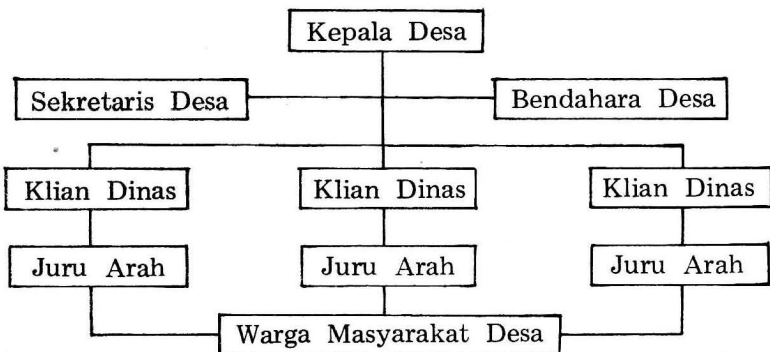 Kepala Desa
Sekretaris Desa Bendahara Desa
Klian Dinas Klian Dinas Klian Dinas
Juru Arah Juru Arah Juru Arah
Warga Masyarakat Desa